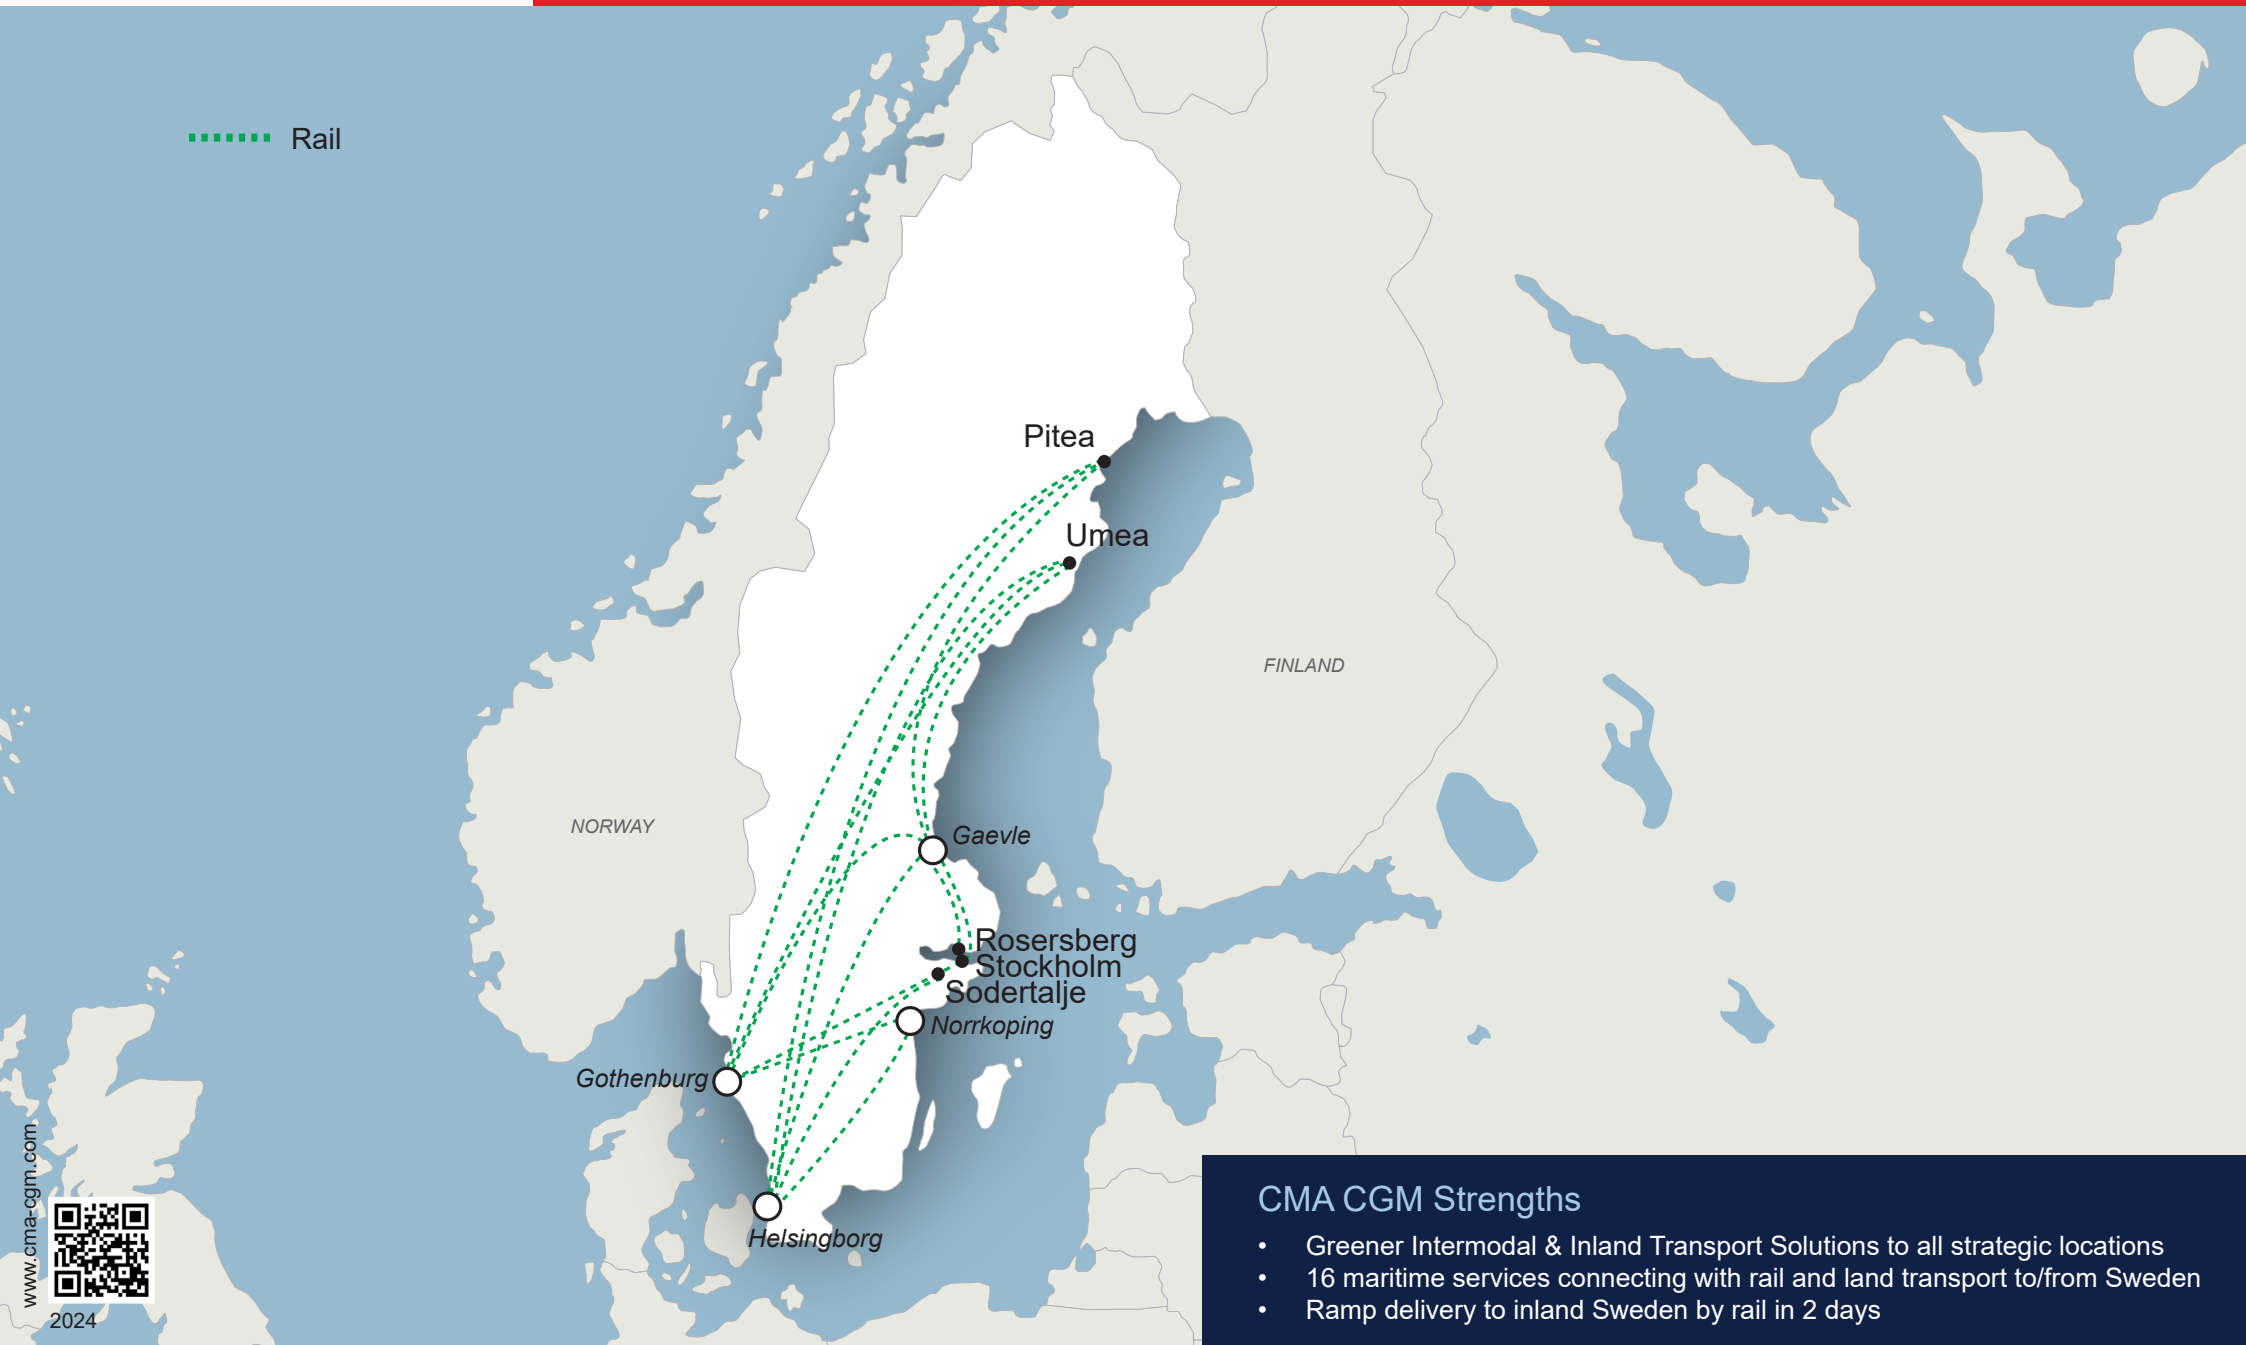 Rail
Pitea
Umea
FINLAND
NORWAY
Gaevle
Rosersberg
Stockholm
Sodertalje
Norrkoping
Gothenburg
Helsingborg
www.cma-cgm.com
2024
CMA CGM Strengths
• Greener Intermodal & Inland Transport Solutions to all strategic locations
• 16 maritime services connecting with rail and land transport to/from Sweden
• Ramp delivery to inland Sweden by rail in 2 days